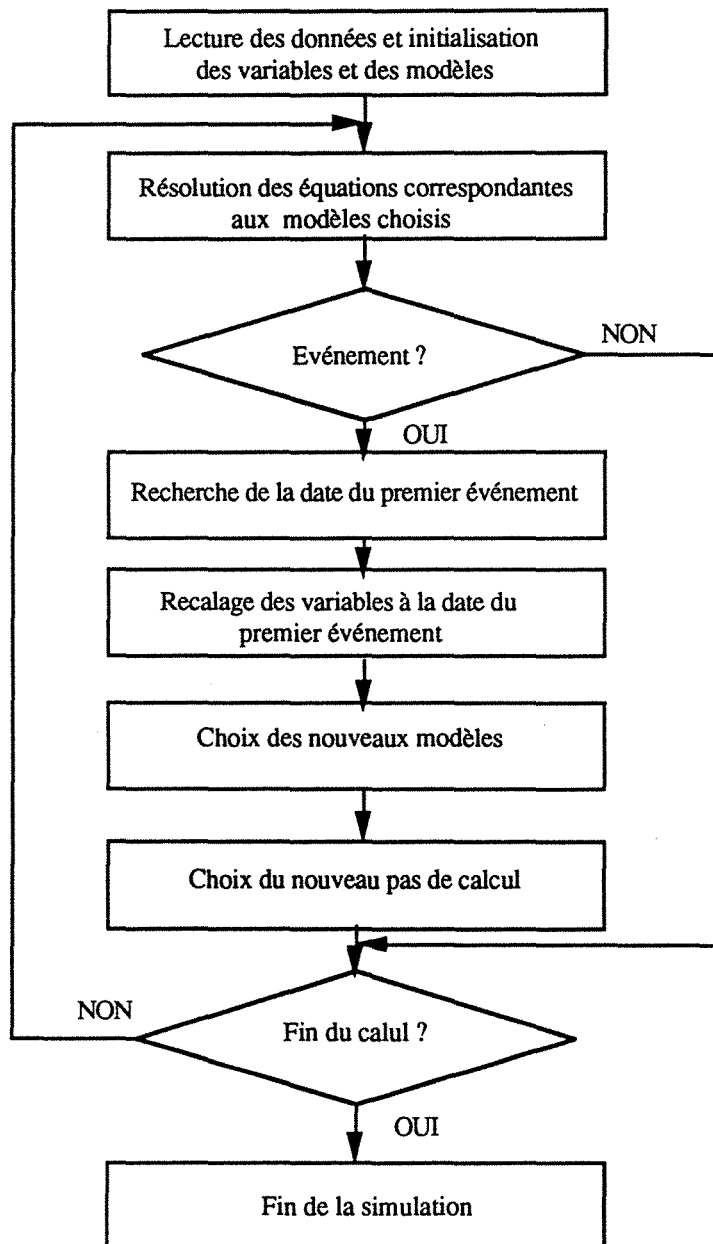 Lecture des données et initialisation
des variables et des modèles
Résolution des équations correspondantes
aux modèles choisis
Evénement ?
NON
OUI
Recherche de la date du premier événement
Recalage des variables à la date du
premier événement
Choix des nouveaux modèles
Choix du nouveau pas de calcul
NON
Fin du calul ?
OUI
Fin de la simulation